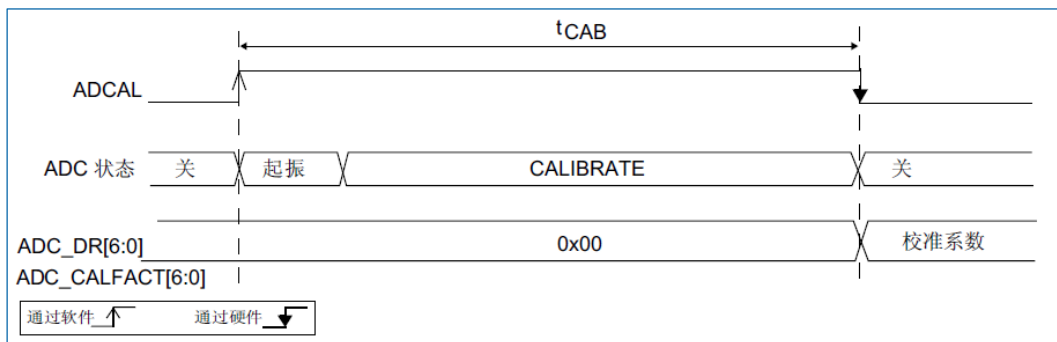 tCAB
ADCAL
ADC 状态 关 起振 CALIBRATE 关
ADC_DR[6:0] 0x00 校准系数
ADC_CALFACT[6:0]
通过软件 通过硬件